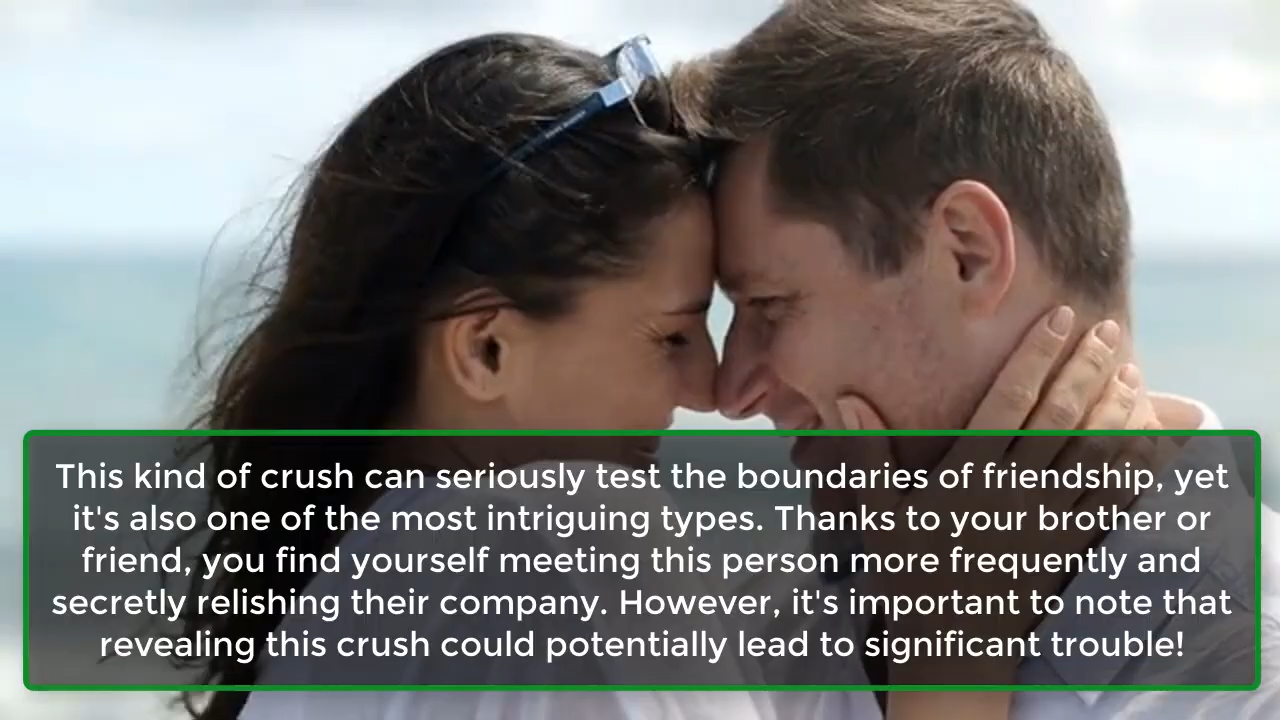 This kind of crush can seriously test the boundaries of friendship, yet
it's also one of the most intriguing types. Thanks to your brother or
friend, you find yourself meeting this person more frequently and
secretly relishing their company. However, it's important to note that
revealing this crush could potentially lead to significant trouble!